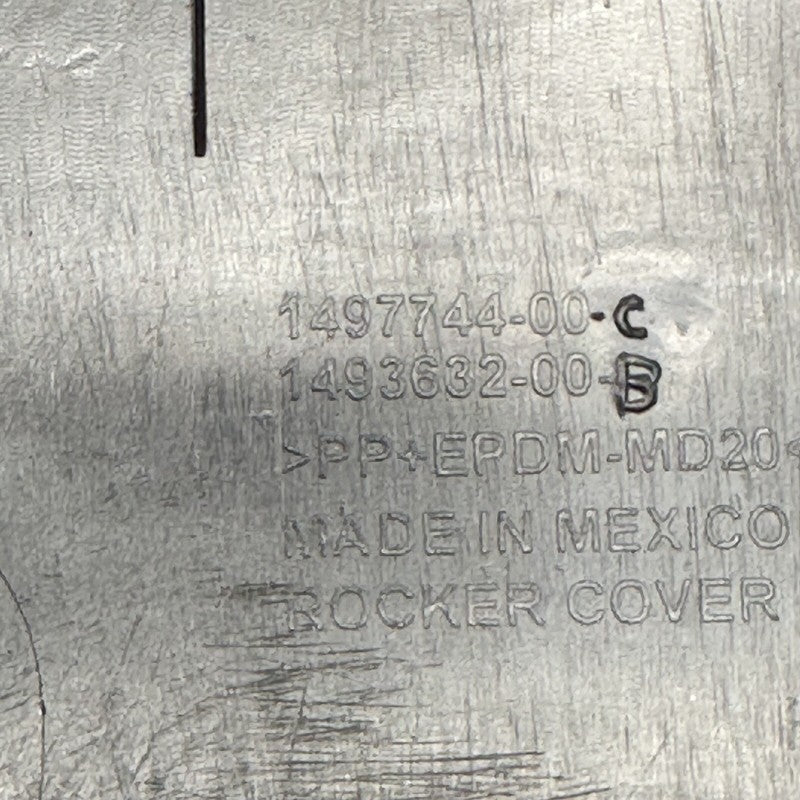 1497744-00-C
1493632-00-B
>PP+EPDM-MD20<
MADE IN MEXICO
ROCKER COVER